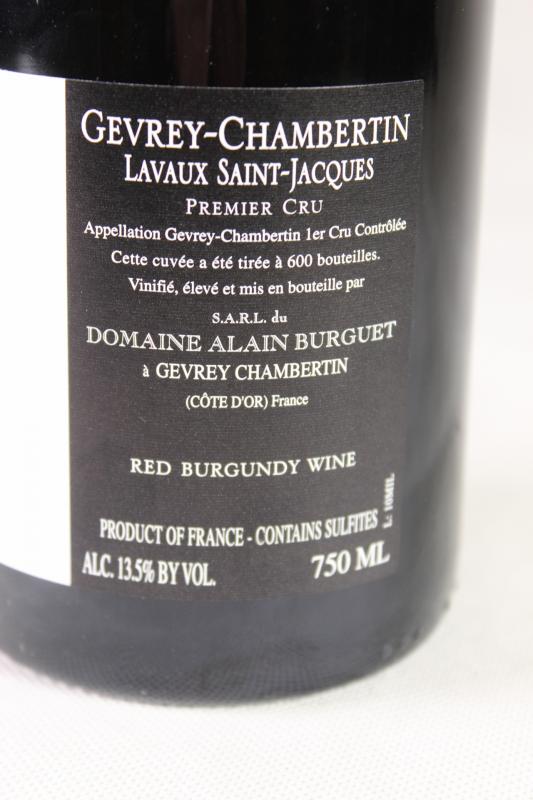 GEVREY-CHAMBERTIN
LAVAUX SAINT-JACQUES
PREMIER CRU
Appellation Gevrey-Chambertin 1er Cru Contrôlée
Cette cuvée a été tirée à 600 bouteilles.
Vinifié, élevé et mis en bouteille par
S.A.R.L. du
DOMAINE ALAIN BURGUET
à GEVREY CHAMBERTIN
(CÔTE D'OR) France
RED BURGUNDY WINE
L: 10MIL
PRODUCT OF FRANCE - CONTAINS SULFITES
ALC. 13.5% BY VOL. 750 ML